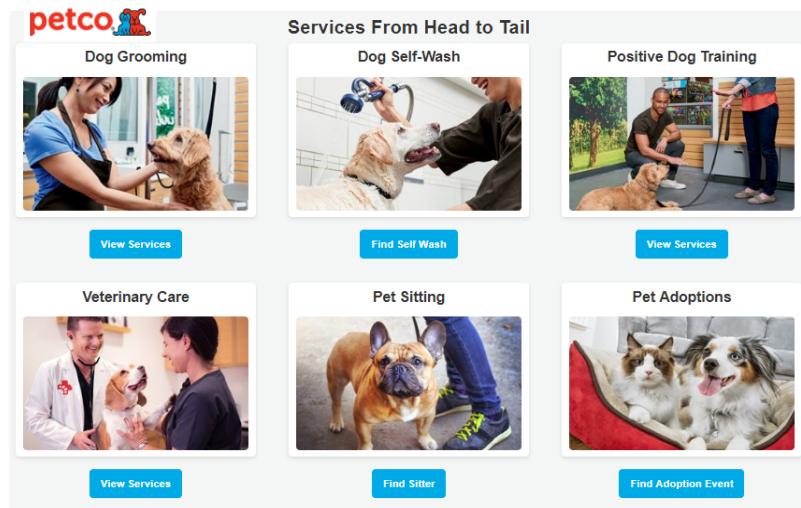 petco
Services From Head to Tail
Dog Grooming
Dog Self-Wash
Positive Dog Training
View Services
Find Self Wash
View Services
Veterinary Care
Pet Sitting
Pet Adoptions
View Services
Find Sitter
Find Adoption Event